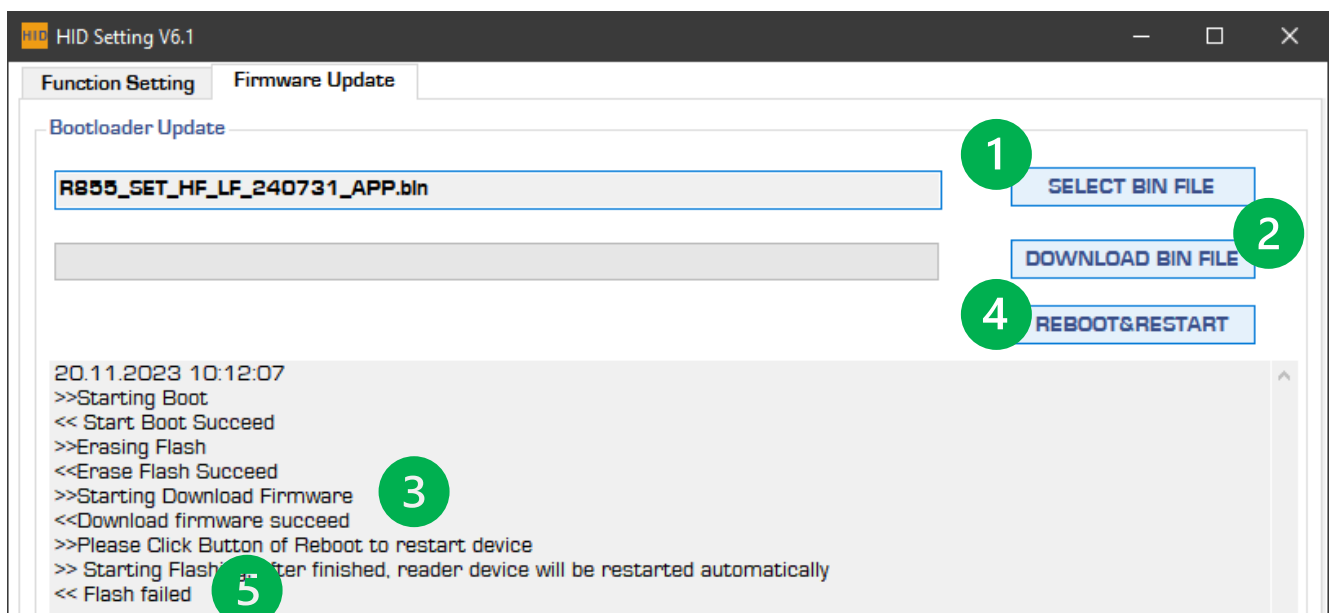 HID HID Setting V6.1
Function Setting Firmware Update
Bootloader Update
1
R855_SET_HF_LF_240731_APP.bin SELECT BIN FILE
2
DOWNLOAD BIN FILE
4
REBOOT&RESTART
20.11.2023 10:12:07
>>Starting Boot
<< Start Boot Succeed
>>Erasing Flash
<<Erase Flash Succeed
>>Starting Download Firmware
3
<<Download firmware succeed
>>Please Click Button of Reboot to restart device
>> Starting finished, reader device will be restarted automatically
<< Flash failed
5